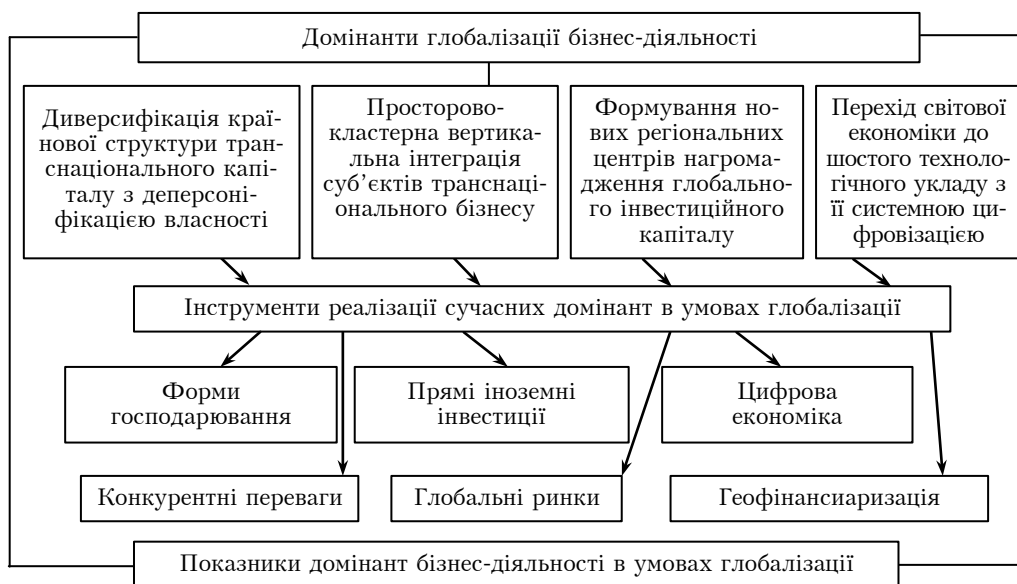 Домінанти глобалізації бізнес-діяльності
Диверсифікація краї-
нової структури тран-
снаціонального капі-
талу з деперсоні-
фікацією власності
Просторово-
кластерна вертика-
льна інтеграція
суб’єктів транснаці-
онального бізнесу
Формування но-
вих регіональних
центрів нагрома-
дження глобально-
го інвестиційного
капіталу
Перехід світової
економіки до
шостого техноло-
гічного укладу з
її системною ци-
фровізацією
Інструменти реалізації сучасних домінант в умовах глобалізації
Форми
господарювання
Прямі іноземні
інвестиції
Цифрова
економіка
Конкурентні переваги
Глобальні ринки
Геофінансиаризація
Показники домінант бізнес-діяльності в умовах глобалізації